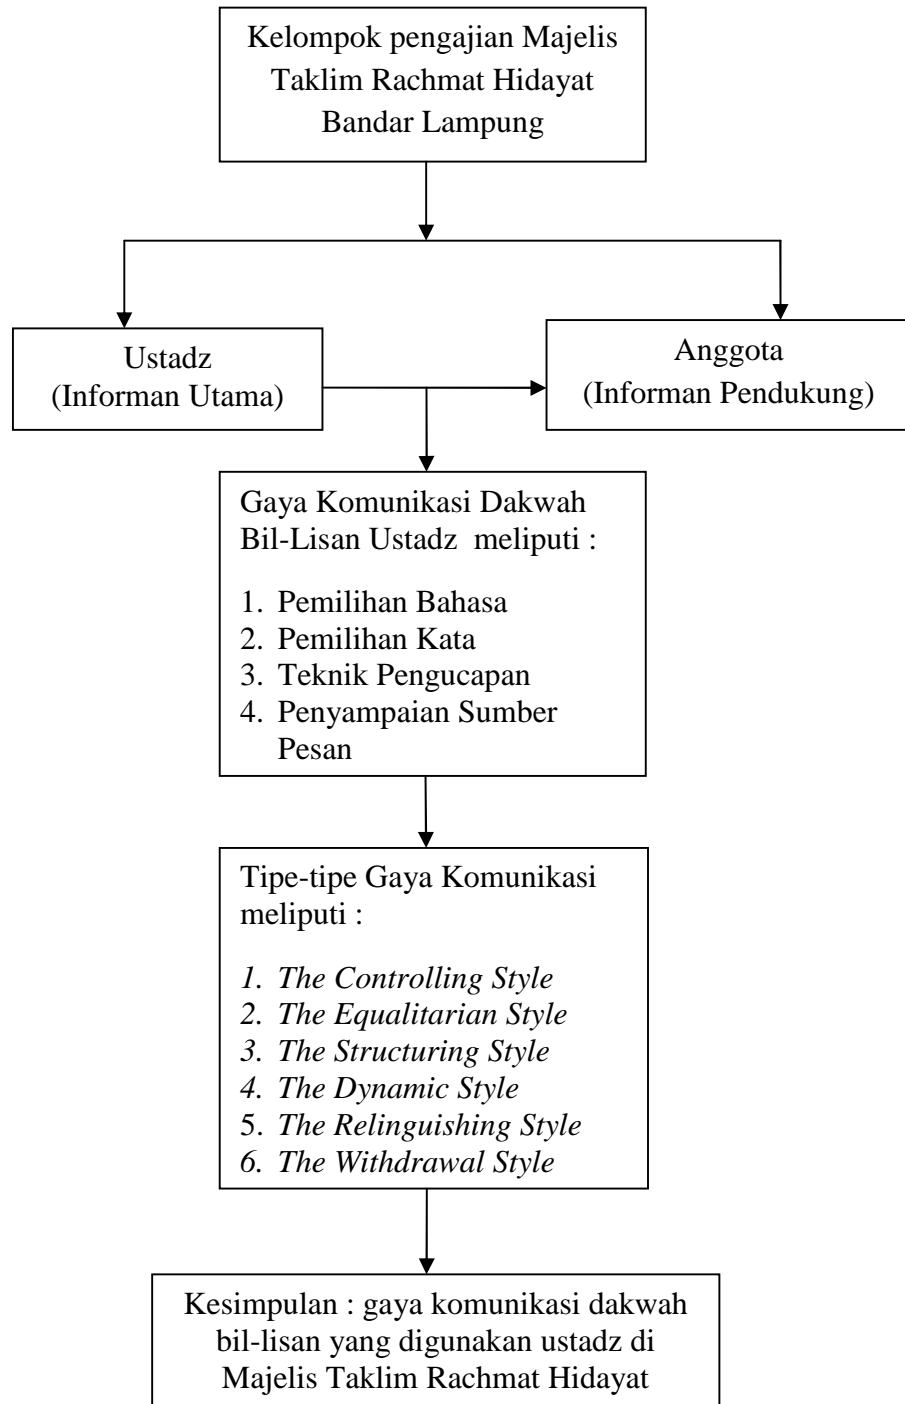 Kelompok pengajian Majelis
Taklim Rachmat Hidayat
Bandar Lampung
Ustadz
(Informan Utama)
Anggota
(Informan Pendukung)
Gaya Komunikasi Dakwah
Bil-Lisan Ustadz  meliputi :
1. Pemilihan Bahasa
2. Pemilihan Kata
3. Teknik Pengucapan
4. Penyampaian Sumber
Pesan
Tipe-tipe Gaya Komunikasi
meliputi :
1. The Controlling Style
2. The Equalitarian Style
3. The Structuring Style
4. The Dynamic Style
5. The Relinguishing Style
6. The Withdrawal Style
Kesimpulan : gaya komunikasi dakwah
bil-lisan yang digunakan ustadz di
Majelis Taklim Rachmat Hidayat